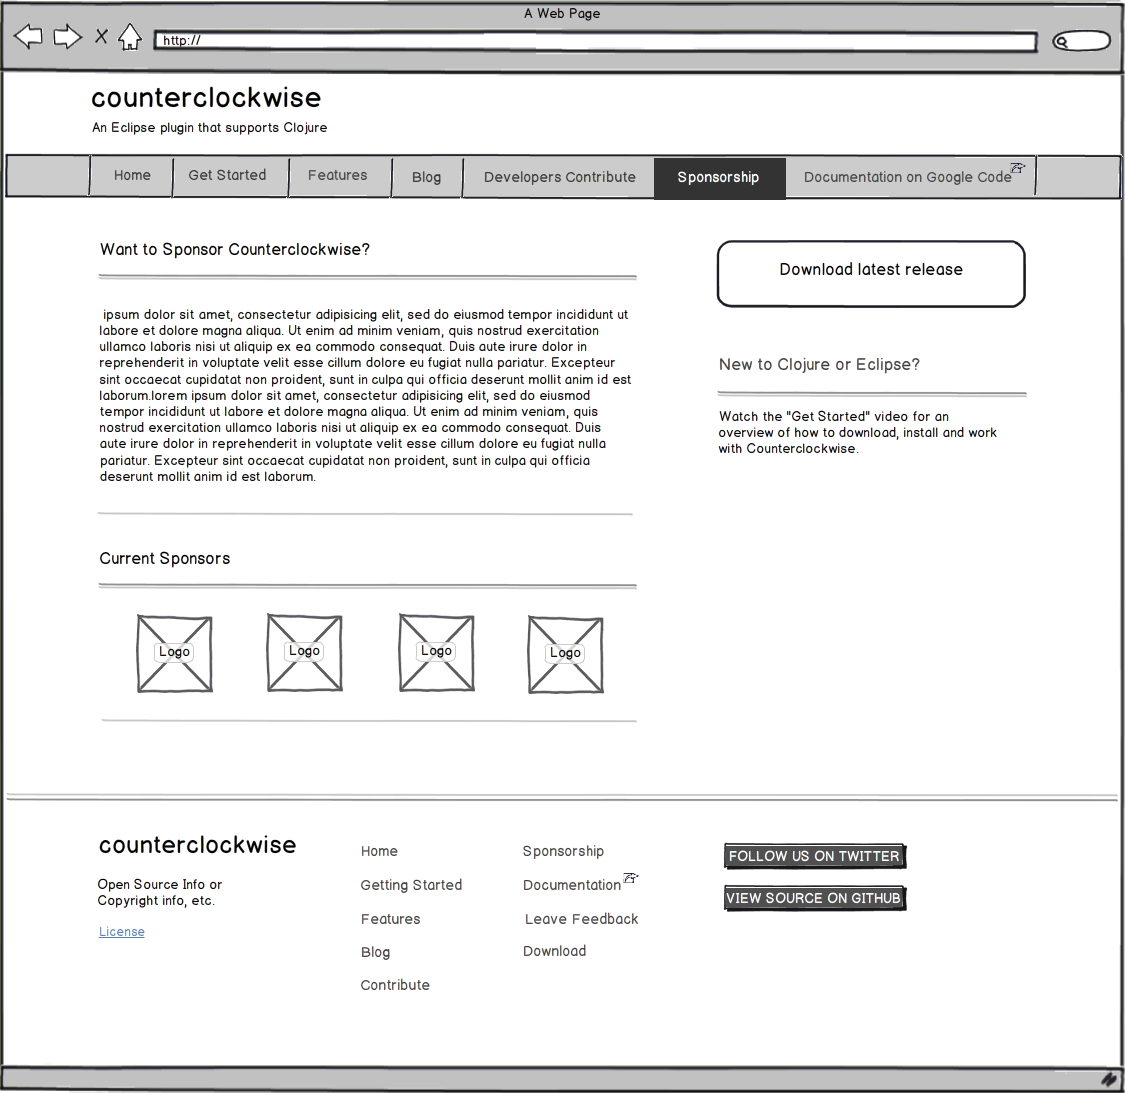 A Web Page
http://
counterclockwise
An Eclipse plugin that supports Clojure
Home
Get Started
Features
Blog
Developers Contribute
Sponsorship
Documentation on Google Code
Want to Sponsor Counterclockwise?
ipsum dolor sit amet, consectetur adipisicing elit, sed do eiusmod tempor incididunt ut
labore et dolore magna aliqua. Ut enim ad minim veniam, quis nostrud exercitation
ullamco laboris nisi ut aliquip ex ea commodo consequat. Duis aute irure dolor in
reprehenderit in voluptate velit esse cillum dolore eu fugiat nulla pariatur. Excepteur
sint occaecat cupidatat non proident, sunt in culpa qui officia deserunt mollit anim id est
laborum.lorem ipsum dolor sit amet, consectetur adipisicing elit, sed do eiusmod
tempor incididunt ut labore et dolore magna aliqua. Ut enim ad minim veniam, quis
nostrud exercitation ullamco laboris nisi ut aliquip ex ea commodo consequat. Duis
aute irure dolor in reprehenderit in voluptate velit esse cillum dolore eu fugiat nulla
pariatur. Excepteur sint occaecat cupidatat non proident, sunt in culpa qui officia
deserunt mollit anim id est laborum.
Current Sponsors
Logo
Logo
Logo
Logo
Download latest release
New to Clojure or Eclipse?
Watch the "Get Started" video for an
overview of how to download, install and work
with Counterclockwise.
counterclockwise
Open Source Info or
Copyright info, etc.
License
Home
Getting Started
Features
Blog
Contribute
Sponsorship
Documentation
Leave Feedback
Download
FOLLOW US ON TWITTER
VIEW SOURCE ON GITHUB